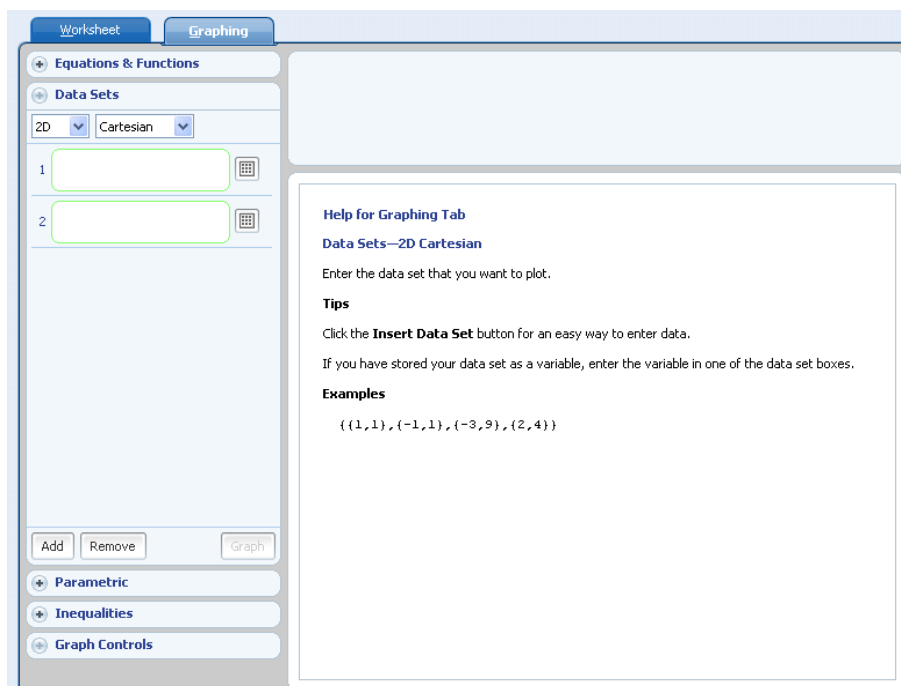 Worksheet
Graphing
Equations & Functions
Data Sets
2D
Cartesian
1
2
Add
Remove
Graph
Parametric
Inequalities
Graph Controls
Help for Graphing Tab
Data Sets—2D Cartesian
Enter the data set that you want to plot.
Tips
Click the Insert Data Set button for an easy way to enter data.
If you have stored your data set as a variable, enter the variable in one of the data set boxes.
Examples
{{1,1},{-1,1},{-3,9},{2,4}}